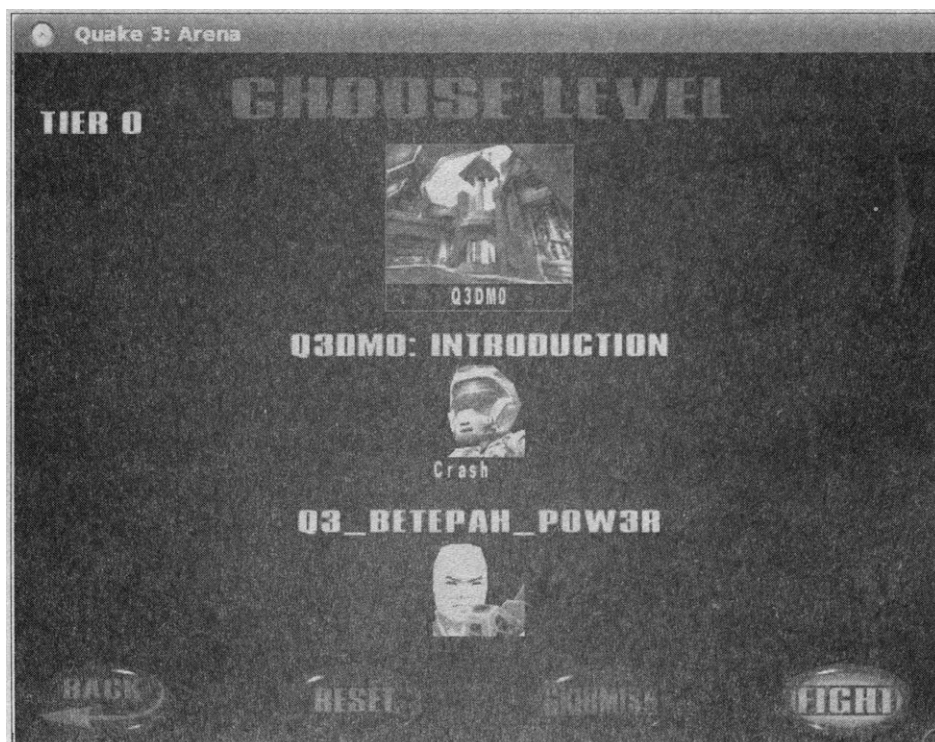 Quake 3: Arena
CHOOSE LEVEL
TIER 0
Q3DM0
Q3DM0: INTRODUCTION
Crash
Q3_BETEPAH_POW3R
BACK
RESET
SKIRMISH
FIGHT